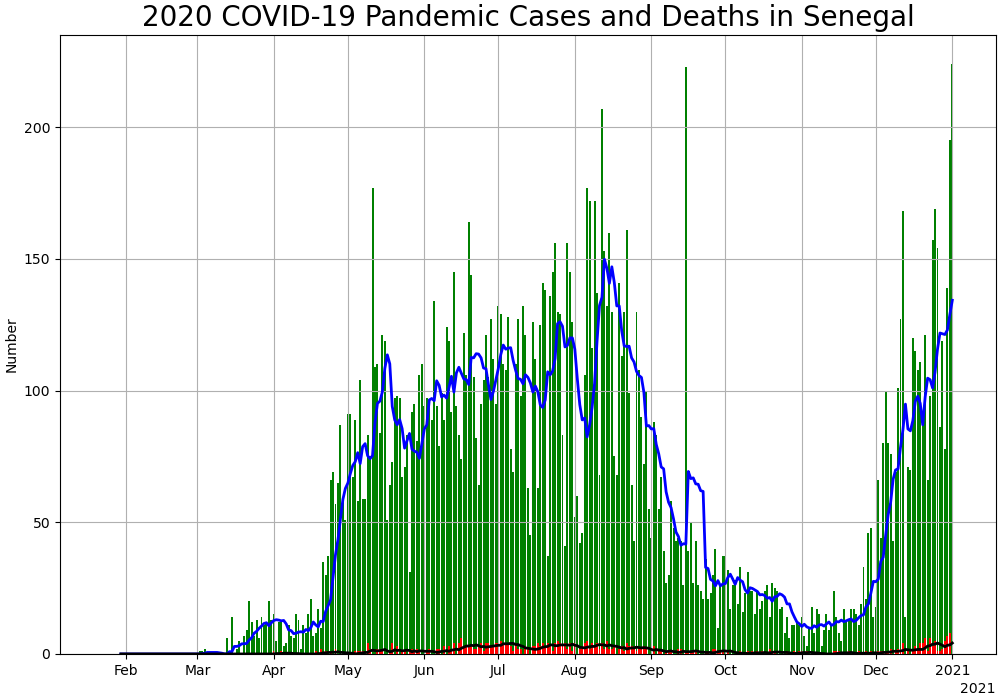 2020 COVID-19 Pandemic Cases and Deaths in Senegal
Number
200
150
100
50
0
Feb Mar Apr May Jun Jul Aug Sep Oct Nov Dec 2021
2021